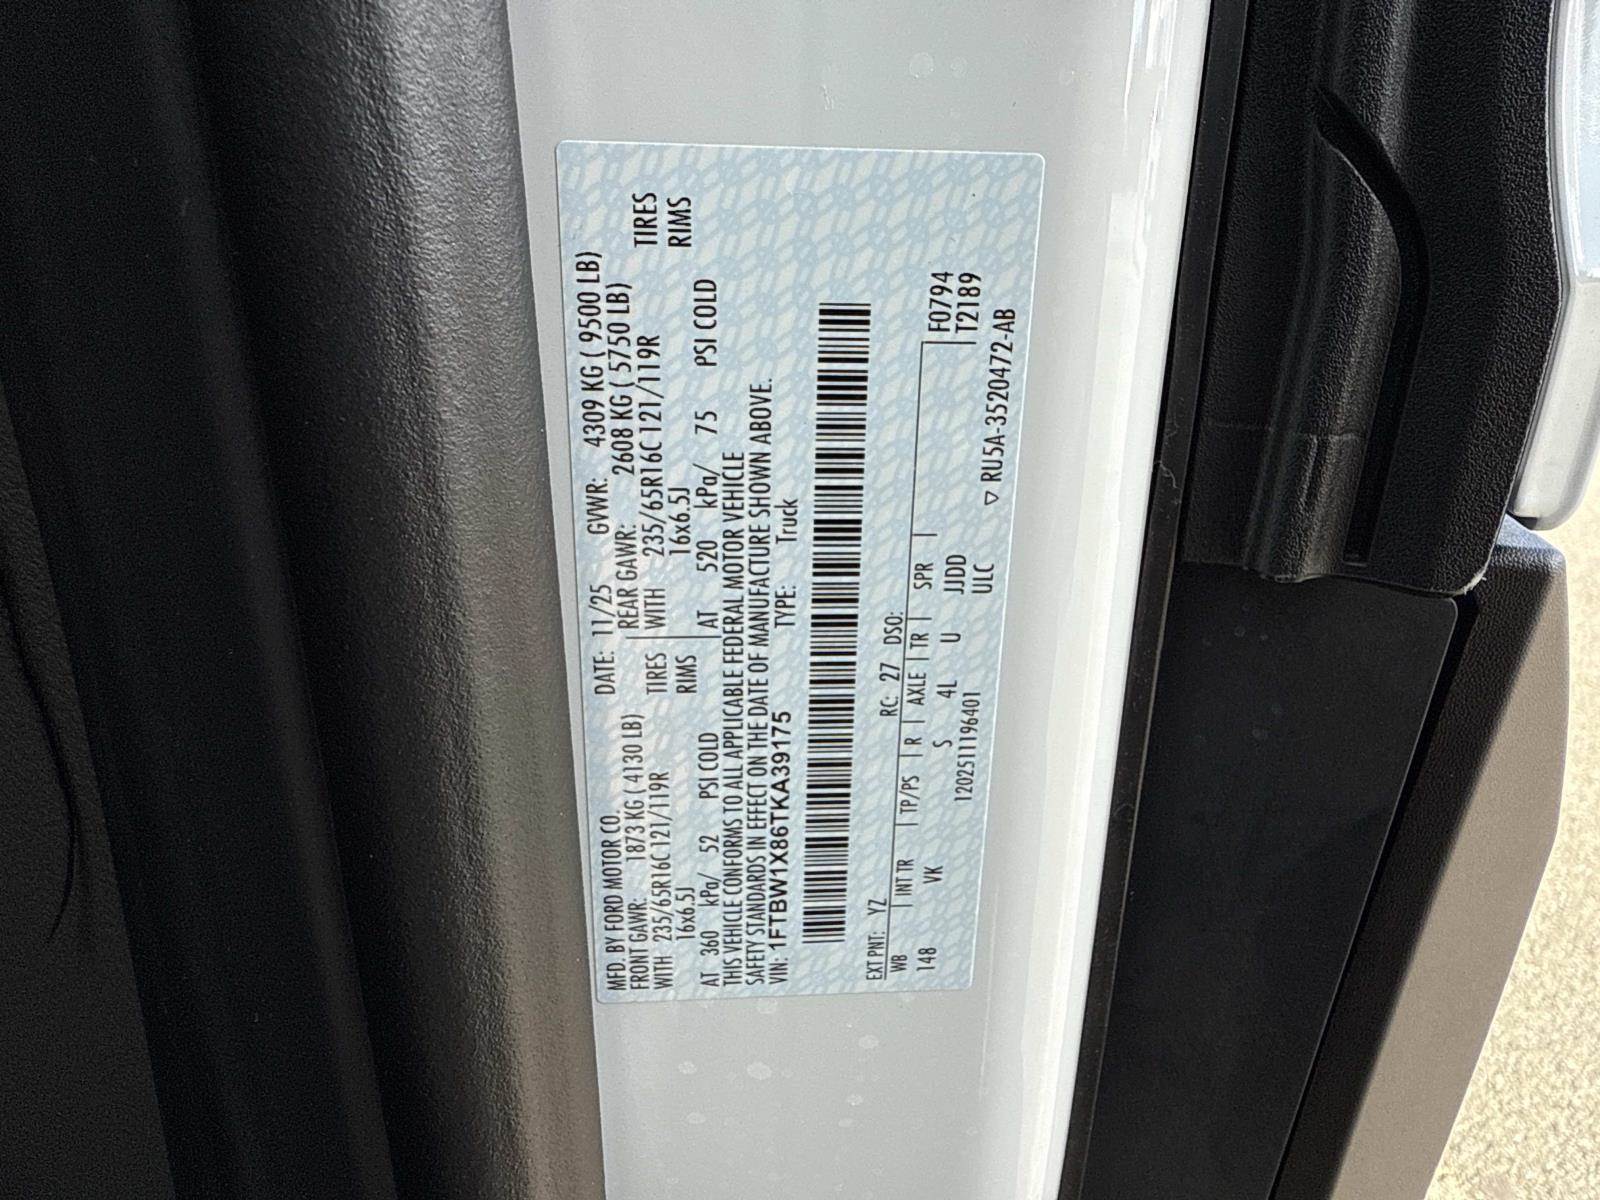 MFD. BY FORD MOTOR CO. DATE: 11/25 GVWR: 4309 KG ( 9500 LB)
FRONT GAWR: 1873 KG ( 4130 LB) REAR GAWR: 2608 KG ( 5750 LB)
WITH 235/65R16C 121/119R TIRES WITH 235/65R16C 121/119R TIRES
16x6.5J RIMS 16x6.5J RIMS
AT 360 kPa/ 52 PSI COLD AT 520 kPa/ 75 PSI COLD
THIS VEHICLE CONFORMS TO ALL APPLICABLE FEDERAL MOTOR VEHICLE
SAFETY STANDARDS IN EFFECT ON THE DATE OF MANUFACTURE SHOWN ABOVE.
VIN: 1FTBW1X86TKA39175 TYPE: Truck
EXT PNT: YZ RC: 27 DSO:
WB | INT TR | TP/PS | R | AXLE | TR | SPR | F0794
148 VK S 4L U JJDD T2189
1202511196401 ULC
▽ RU5A-3520472-AB